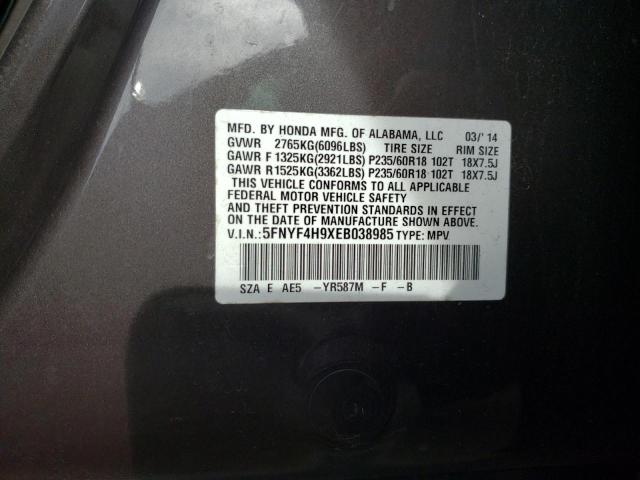 MFD. BY HONDA MFG. OF ALABAMA, LLC 03/'14
GVWR 2765KG(6096LBS) TIRE SIZE RIM SIZE
GAWR F 1325KG(2921LBS) P235/60R18 102T 18X7.5J
GAWR R1525KG(3362LBS) P235/60R18 102T 18X7.5J
THIS VEHICLE CONFORMS TO ALL APPLICABLE
FEDERAL MOTOR VEHICLE SAFETY
AND THEFT PREVENTION STANDARDS IN EFFECT
ON THE DATE OF MANUFACTURE SHOWN ABOVE.
V.I.N.:5FNYF4H9XEB038985 TYPE: MPV
SZA E AE5 -YR587M -F -B